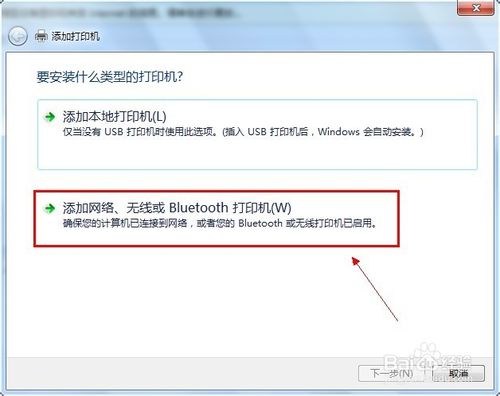 添加打印机
要安装什么类型的打印机?
添加本地打印机(L)
仅当没有 USB 打印机时使用此选项。(插入 USB 打印机后，Windows 会自动安装。)
添加网络、无线或 Bluetooth 打印机(W)
确保您的计算机已连接到网络，或者您的 Bluetooth 或无线打印机已启用。
Baidu 经验
下一步(N)
取消